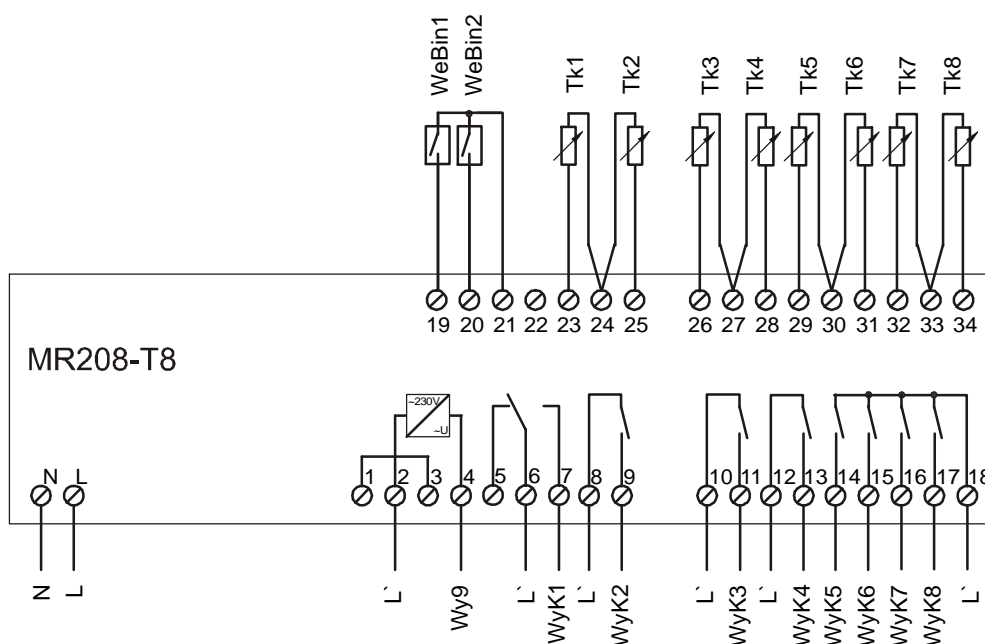 WeBin1 WeBin2 Tk1 Tk2 Tk3 Tk4 Tk5 Tk6 Tk7 Tk8
19 20 21 22 23 24 25 26 27 28 29 30 31 32 33 34
MR208-T8
~230V
~U
N L 1 2 3 4 5 6 7 8 9 10 11 12 13 14 15 16 17 18
N L L` Wy9 L` WyK1 L` WyK2 L` WyK3 L` WyK4 WyK5 WyK6 WyK7 WyK8 L`